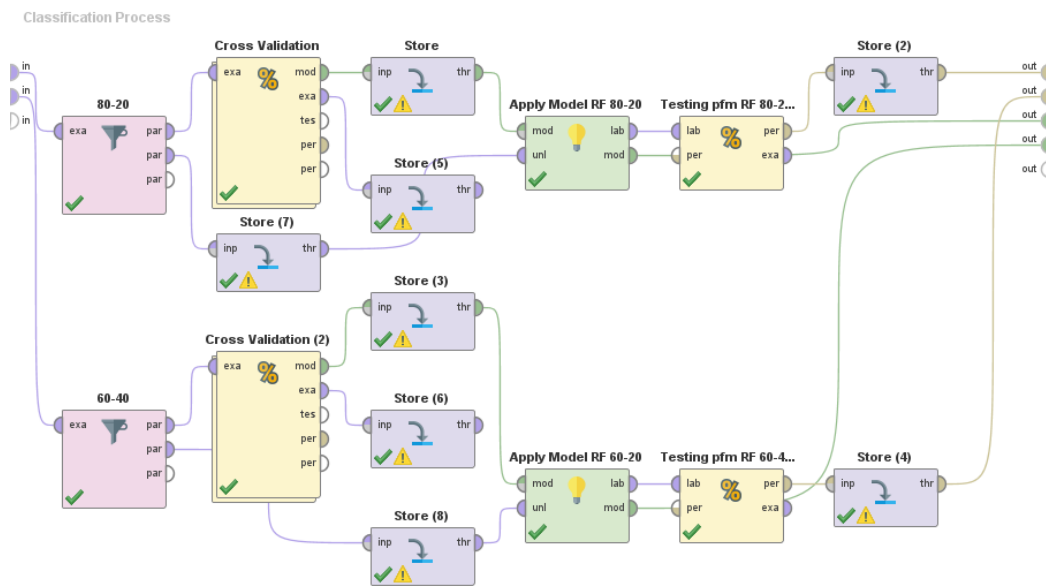 Classification Process
Cross Validation
Store
Store (2)
in
exa
mod
inp
thr
inp
thr
out
in
80-20
exa
Apply Model RF 80-20
Testing pfm RF 80-2...
out
in
tes
out
exa
par
per
mod
lab
lab
per
out
par
per
Store (5)
unl
mod
per
exa
par
inp
thr
out
Store (7)
inp
thr
Store (3)
inp
thr
Cross Validation (2)
exa
mod
60-40
exa
Store (6)
exa
par
tes
inp
thr
par
per
Apply Model RF 60-20
Testing pfm RF 60-4...
Store (4)
par
per
mod
lab
lab
per
inp
thr
unl
mod
per
exa
Store (8)
inp
thr